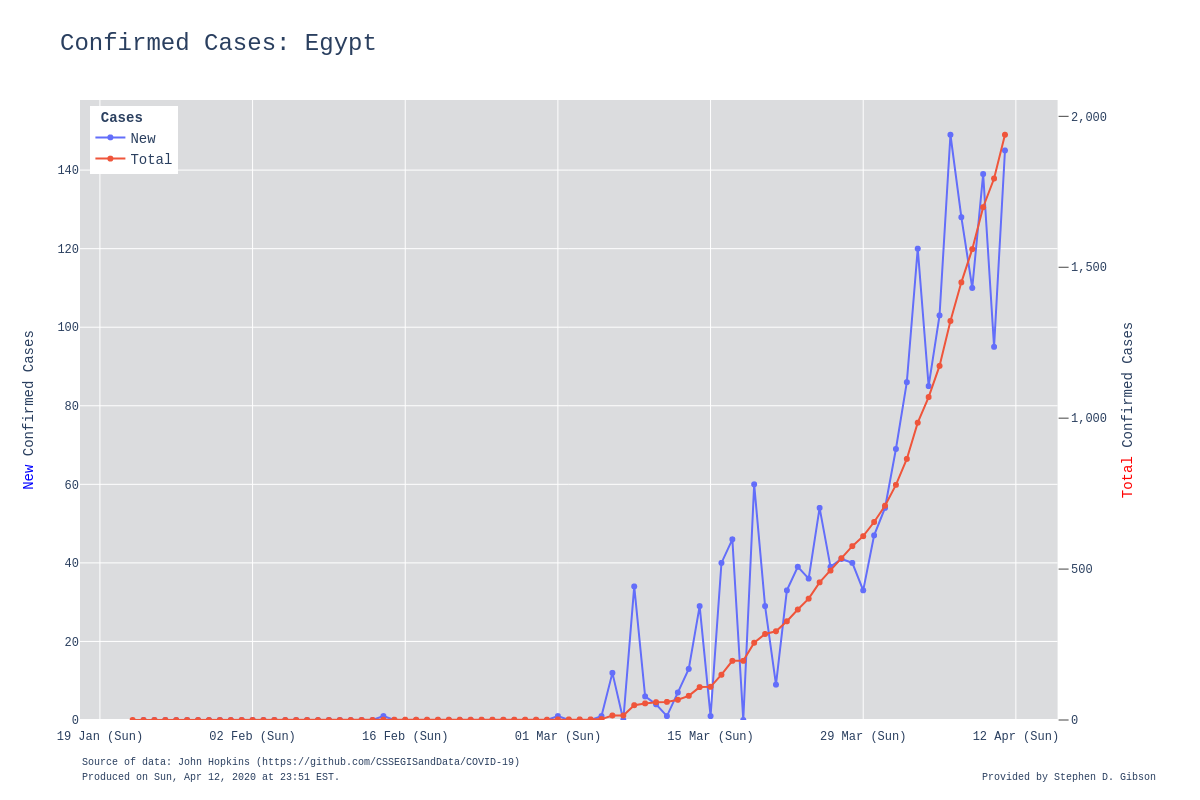 Confirmed Cases: Egypt
Cases
New
Total
140
120
100
80
60
40
20
0
2,000
1,500
1,000
500
0
New Confirmed Cases
Total Confirmed Cases
19 Jan (Sun) 02 Feb (Sun) 16 Feb (Sun) 01 Mar (Sun) 15 Mar (Sun) 29 Mar (Sun) 12 Apr (Sun)
Source of data: John Hopkins (https://github.com/CSSEGISandData/COVID-19)
Produced on Sun, Apr 12, 2020 at 23:51 EST.
Provided by Stephen D. Gibson